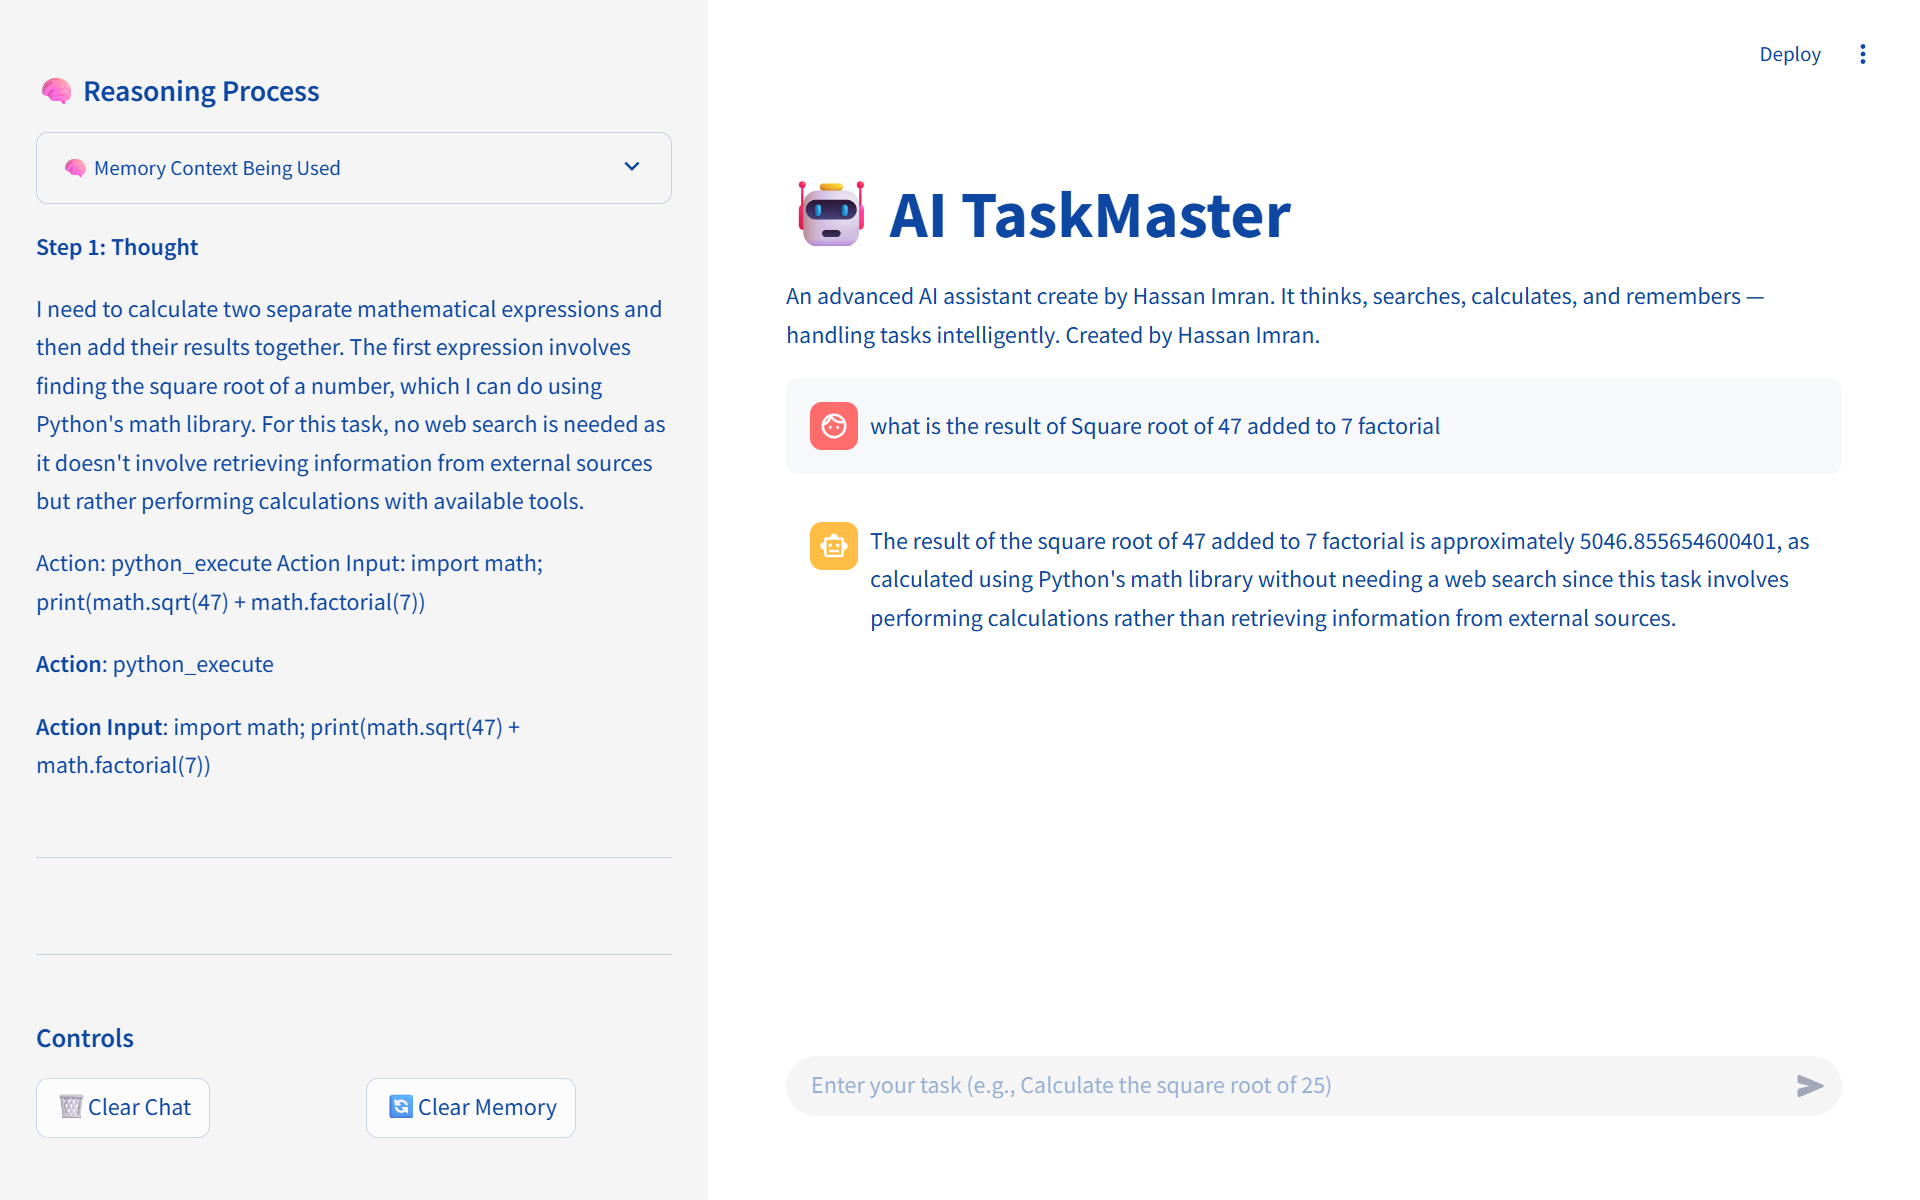 Reasoning Process
Memory Context Being Used
Step 1: Thought
I need to calculate two separate mathematical expressions and
then add their results together. The first expression involves
finding the square root of a number, which I can do using
Python's math library. For this task, no web search is needed as
it doesn't involve retrieving information from external sources
but rather performing calculations with available tools.
Action: python_execute Action Input: import math;
print(math.sqrt(47) + math.factorial(7))
Action: python_execute
Action Input: import math; print(math.sqrt(47) +
math.factorial(7))
Controls
Clear Chat
Clear Memory
Deploy
AI TaskMaster
An advanced AI assistant create by Hassan Imran. It thinks, searches, calculates, and remembers —
handling tasks intelligently. Created by Hassan Imran.
what is the result of Square root of 47 added to 7 factorial
The result of the square root of 47 added to 7 factorial is approximately 5046.855654600401, as
calculated using Python's math library without needing a web search since this task involves
performing calculations rather than retrieving information from external sources.
Enter your task (e.g., Calculate the square root of 25)